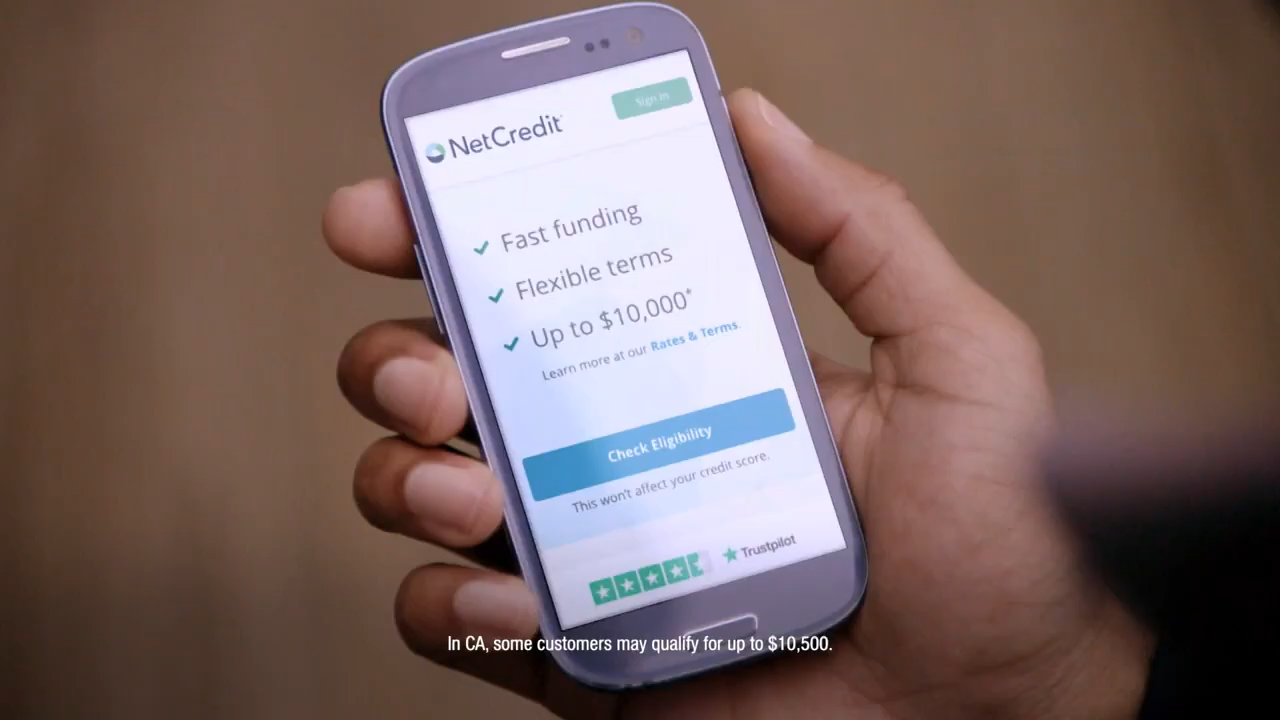 Sign in
NetCredit
Fast funding
Flexible terms
Up to $10,000*
Learn more at our Rates & Terms.
Check Eligibility
This won't affect your credit score.
Trustpilot
In CA, some customers may qualify for up to $10,500.